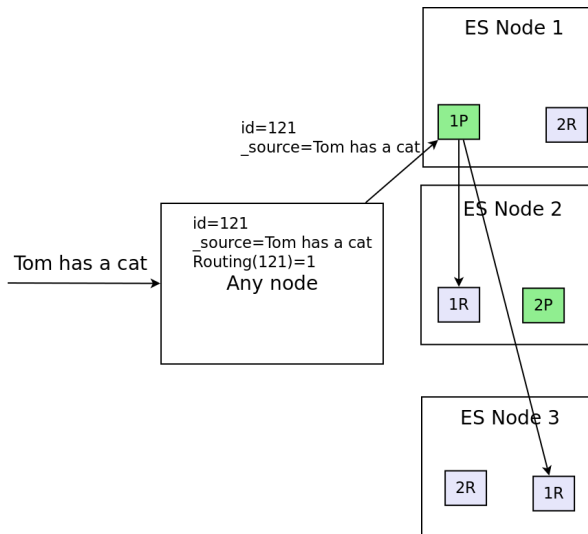 ES Node 1
1P
2R
id=121
_source=Tom has a cat
id=121
_source=Tom has a cat
Routing(121)=1
Any node
Tom has a cat
ES Node 2
1R
2P
ES Node 3
2R
1R